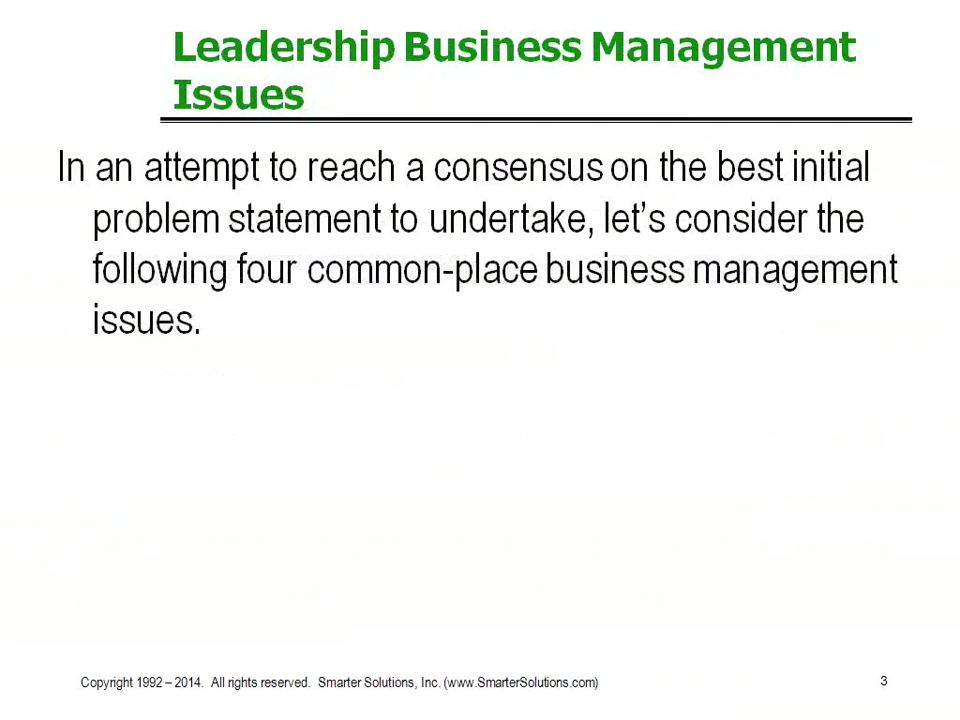 Leadership Business Management
Issues
In an attempt to reach a consensus on the best initial
problem statement to undertake, let's consider the
following four common-place business management
issues.
Copyright 1992 – 2014. All rights reserved. Smarter Solutions, Inc. (www.SmarterSolutions.com)
3